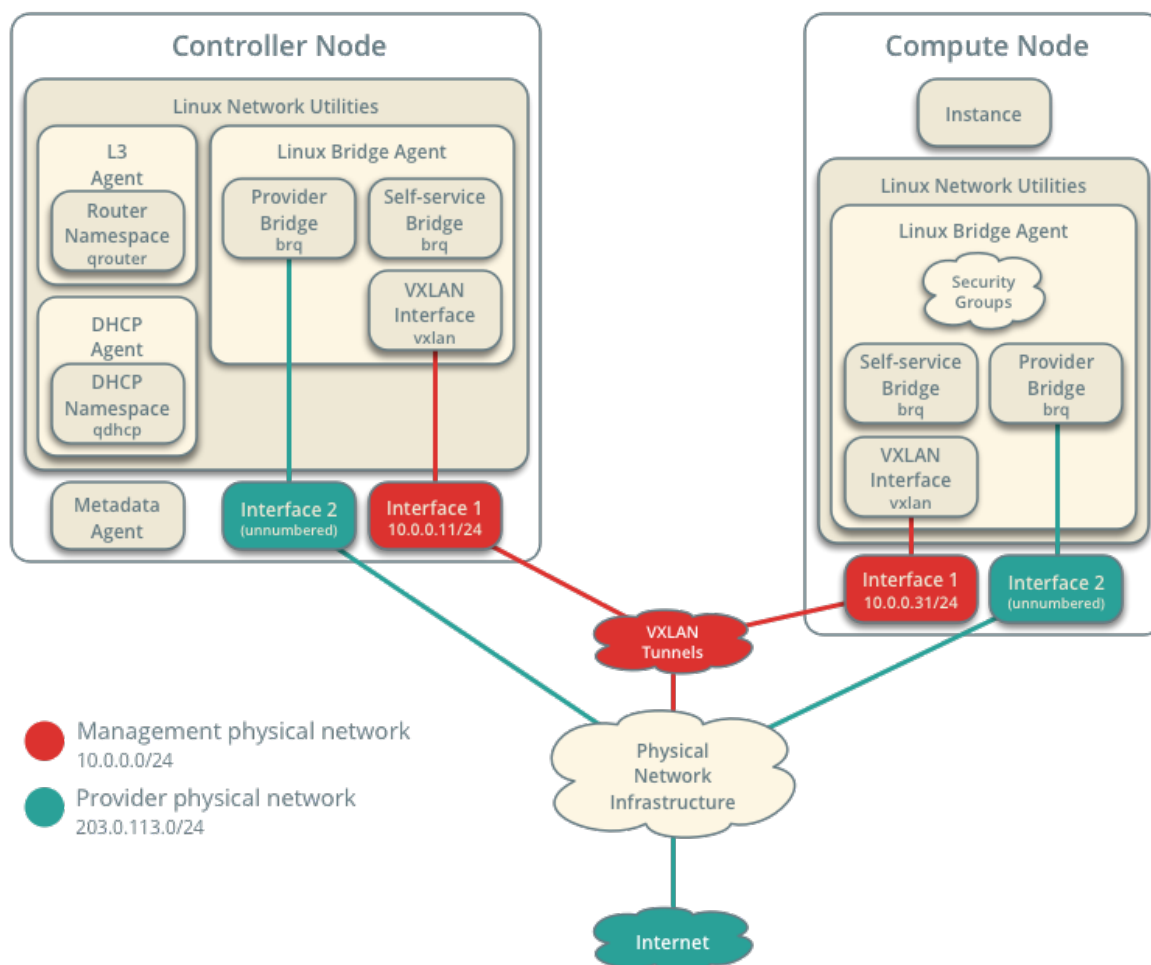 Controller Node
Linux Network Utilities
L3
Agent
Router
Namespace
qrouter
DHCP
Agent
DHCP
Namespace
qdhcp
Linux Bridge Agent
Provider
Bridge
brq
Self-service
Bridge
brq
VXLAN
Interface
vxlan
Metadata
Agent
Interface 2
(unnumbered)
Interface 1
10.0.0.11/24
Compute Node
Instance
Linux Network Utilities
Linux Bridge Agent
Security
Groups
Self-service
Bridge
brq
Provider
Bridge
brq
VXLAN
Interface
vxlan
Interface 1
10.0.0.31/24
Interface 2
(unnumbered)
VXLAN
Tunnels
Physical
Network
Infrastructure
Internet
Management physical network
10.0.0.0/24
Provider physical network
203.0.113.0/24